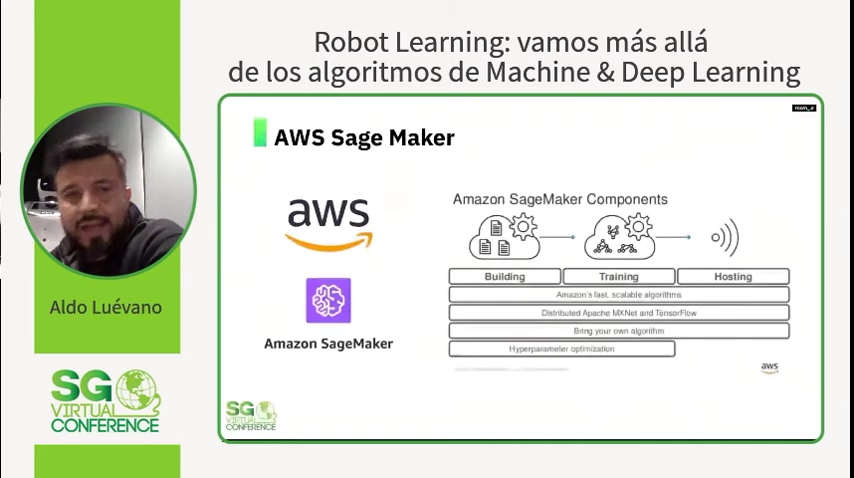 Robot Learning: vamos más allá
de los algoritmos de Machine & Deep Learning
AWS Sage Maker
aws
Amazon SageMaker
Amazon SageMaker Components
Building
Training
Hosting
Amazon's fast, scalable algorithms
Distributed Apache MXNet and TensorFlow
Bring your own algorithm
Hyperparameter optimization
aws
SG
VIRTUAL
CONFERENCE
Aldo Luévano
SG
VIRTUAL
CONFERENCE